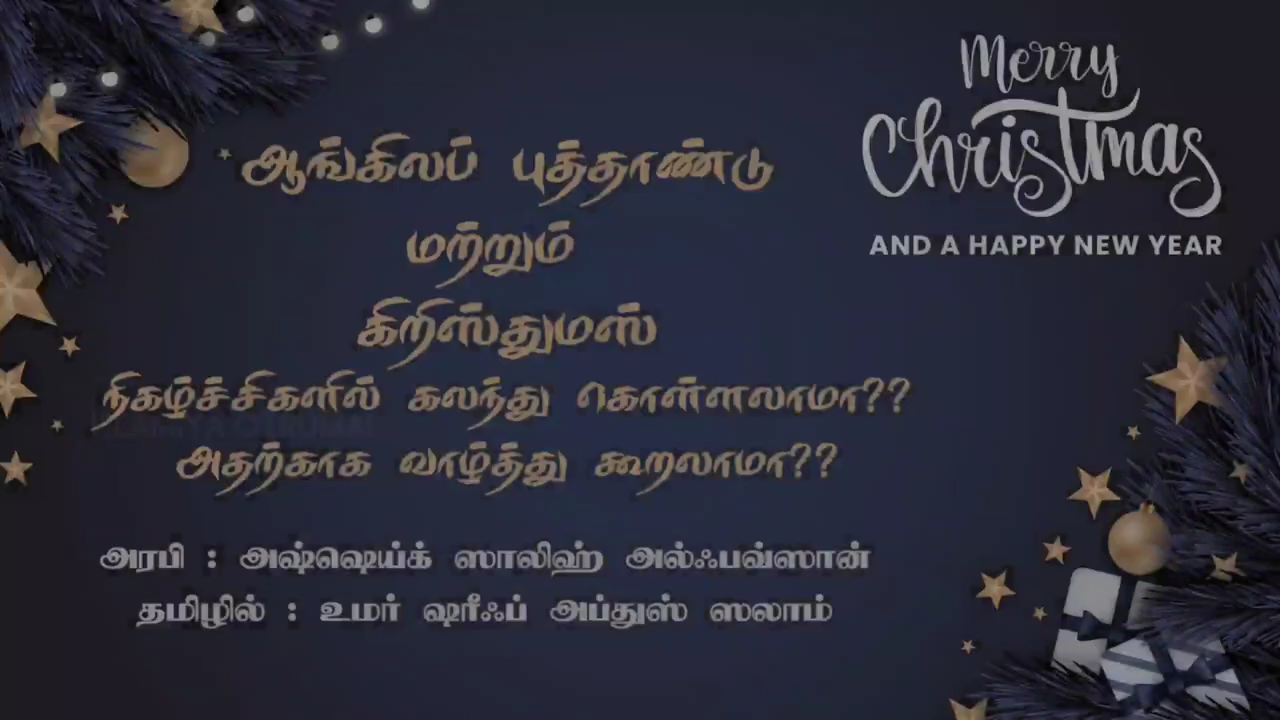 Merry
Christmas
AND A HAPPY NEW YEAR
ஆங்கிலப் புத்தாண்டு
மற்றும்
கிறிஸ்துமஸ்
நிகழ்ச்சிகளில் கலந்து கொள்ளலாமா??
அதற்காக வாழ்த்து கூறலாமா??
அரபி : அஷ்ஷெய்க் ஸாலிஹ் அல்ஃபவ்ஸான்
தமிழில் : உமர் ஷரீஃப் அப்துஸ் ஸலாம்